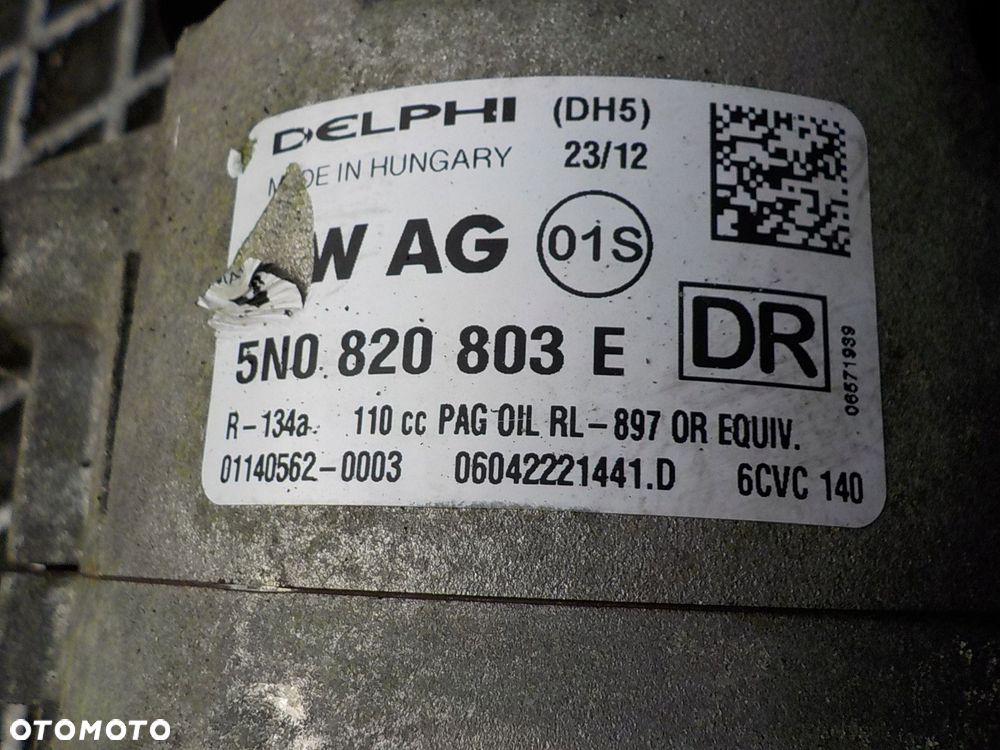 DELPHI (DH5)
MADE IN HUNGARY 23/12
W AG 01S
5N0 820 803 E DR
06571939
R-134a. 110 cc PAG OIL RL-897 OR EQUIV.
01140562-0003 06042221441.D 6CVC 140
OTOMOTO